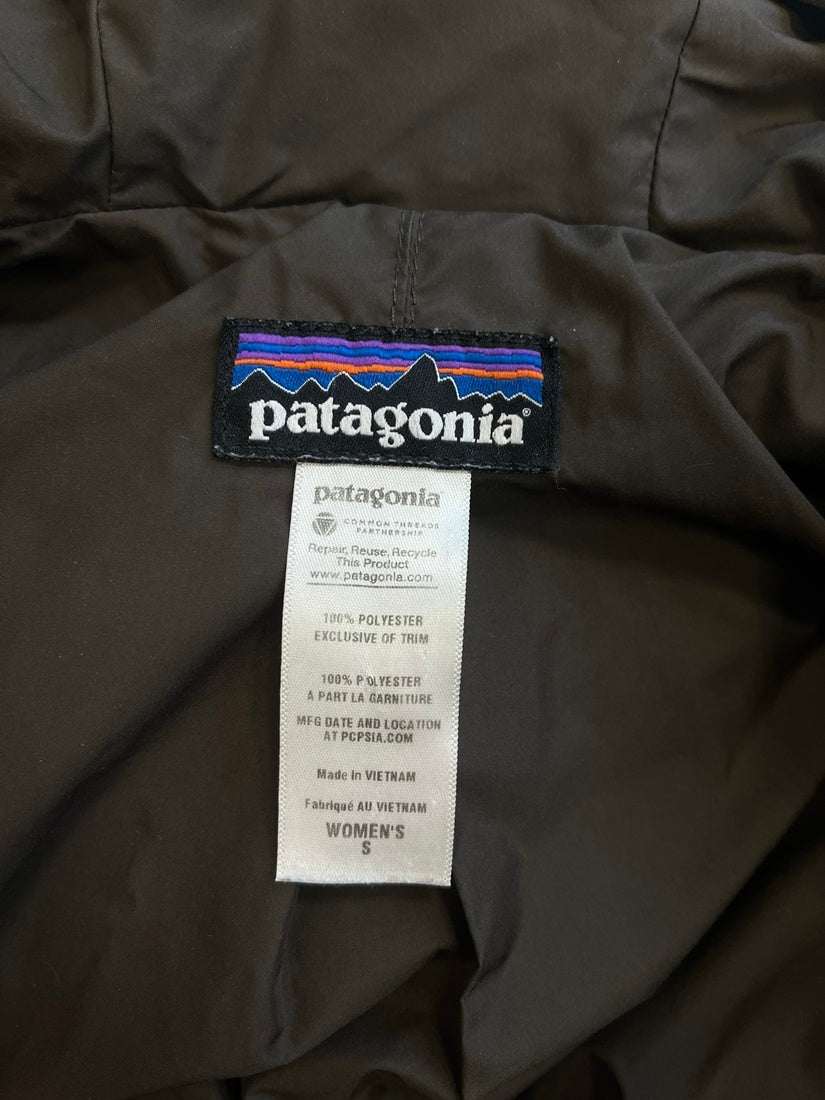 patagonia®
patagonia
COMMON THREADS
PARTNERSHIP
Repair, Reuse, Recycle
This Product
www.patagonia.com
100% POLYESTER
EXCLUSIVE OF TRIM
100% POLYESTER
À PART LA GARNITURE
MFG DATE AND LOCATION
AT PCPSIA.COM
Made in VIETNAM
Fabriqué AU VIETNAM
WOMEN'S
S